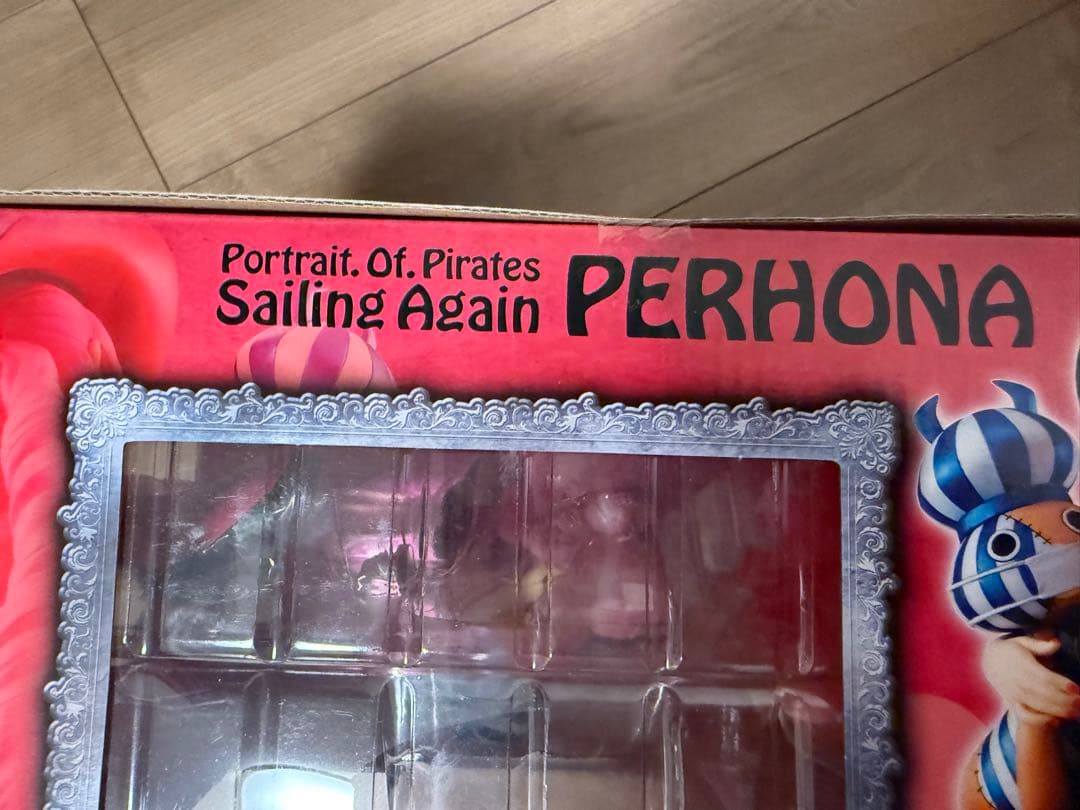 Portrait. Of. Pirates
Sailing Again
PERHONA